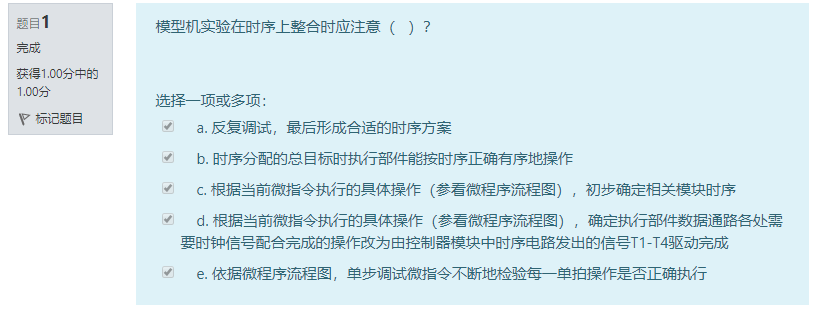 题目1
完成
获得1.00分中的
1.00分
标记题目
模型机实验在时序上整合时应注意（ ）？
选择一项或多项：
a. 反复调试，最后形成合适的时序方案
b. 时序分配的总目标时执行部件能按时序正确有序地操作
c. 根据当前微指令执行的具体操作（参看微程序流程图），初步确定相关模块时序
d. 根据当前微指令执行的具体操作（参看微程序流程图），确定执行部件数据通路各处需
要时钟信号配合完成的操作改为由控制器模块中时序电路发出的信号T1-T4驱动完成
e. 依据微程序流程图，单步调试微指令不断地检验每一单拍操作是否正确执行